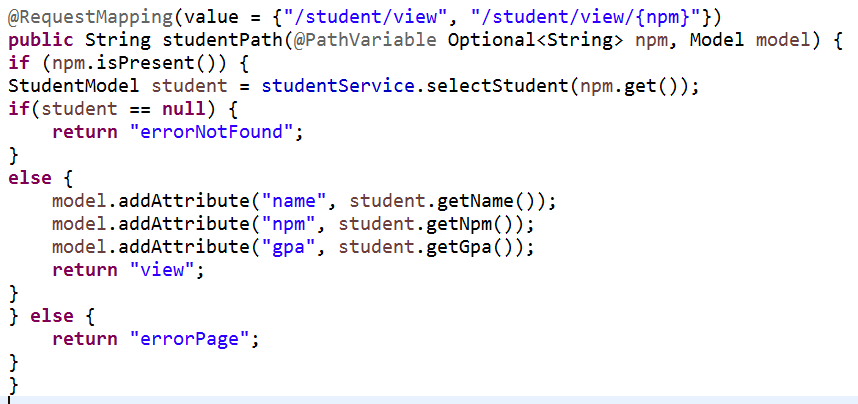 @RequestMapping(value = {"/student/view", "/student/view/{npm}"})
public String studentPath(@PathVariable Optional<String> npm, Model model) {
if (npm.isPresent()) {
StudentModel student = studentService.selectStudent(npm.get());
if(student == null) {
    return "errorNotFound";
}
else {
    model.addAttribute("name", student.getName());
    model.addAttribute("npm", student.getNpm());
    model.addAttribute("gpa", student.getGpa());
    return "view";
}
} else {
    return "errorPage";
}
}